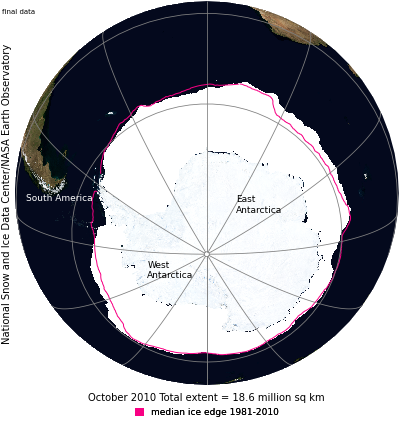 final data
National Snow and Ice Data Center/NASA Earth Observatory
South America
East
Antarctica
West
Antarctica
October 2010 Total extent = 18.6 million sq km
median ice edge 1981-2010